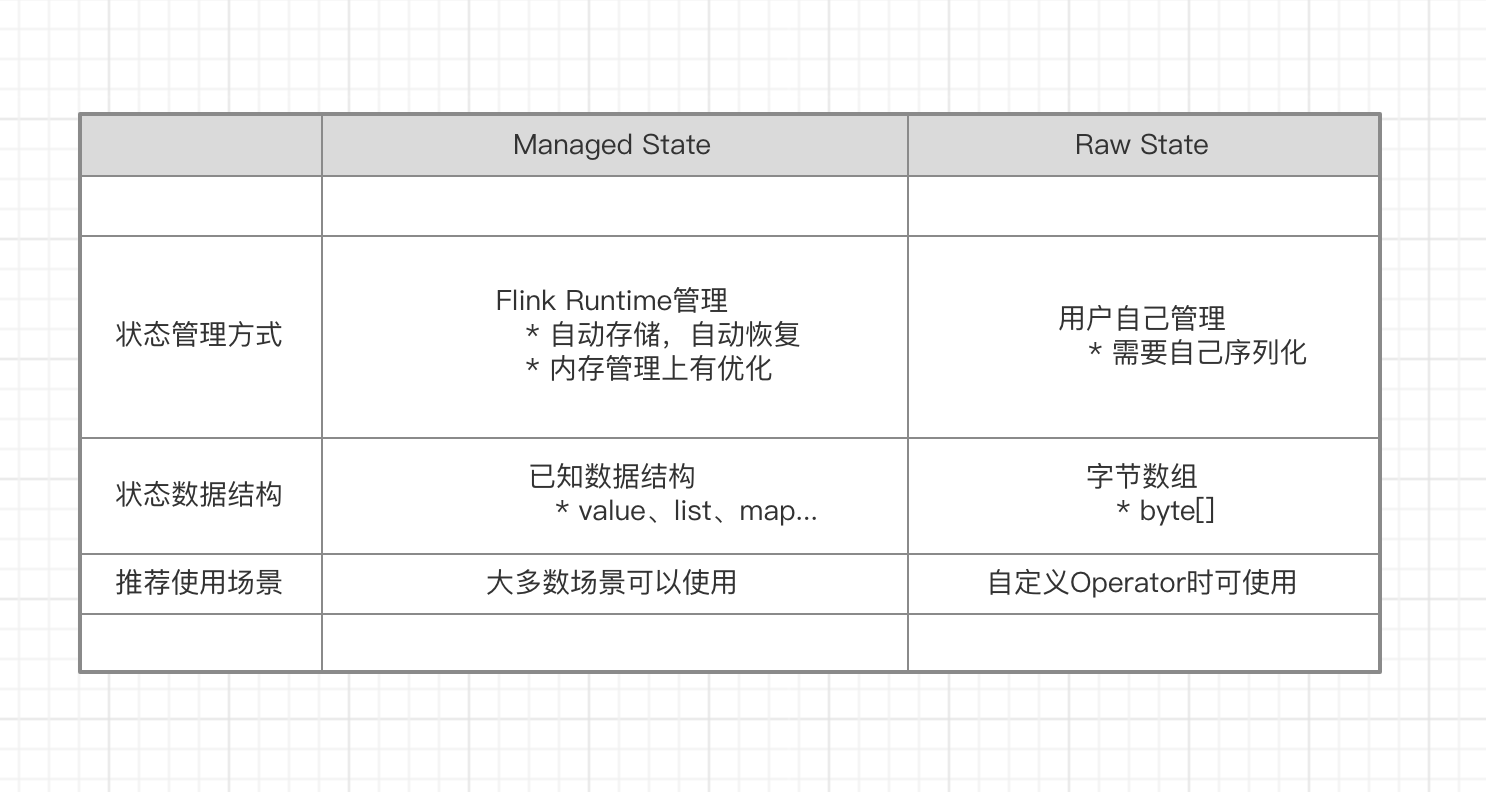 Managed State
Raw State
状态管理方式
Flink Runtime管理
* 自动存储，自动恢复
* 内存管理上有优化
用户自己管理
* 需要自己序列化
状态数据结构
已知数据结构
* value、list、map...
字节数组
* byte[]
推荐使用场景
大多数场景可以使用
自定义Operator时可使用